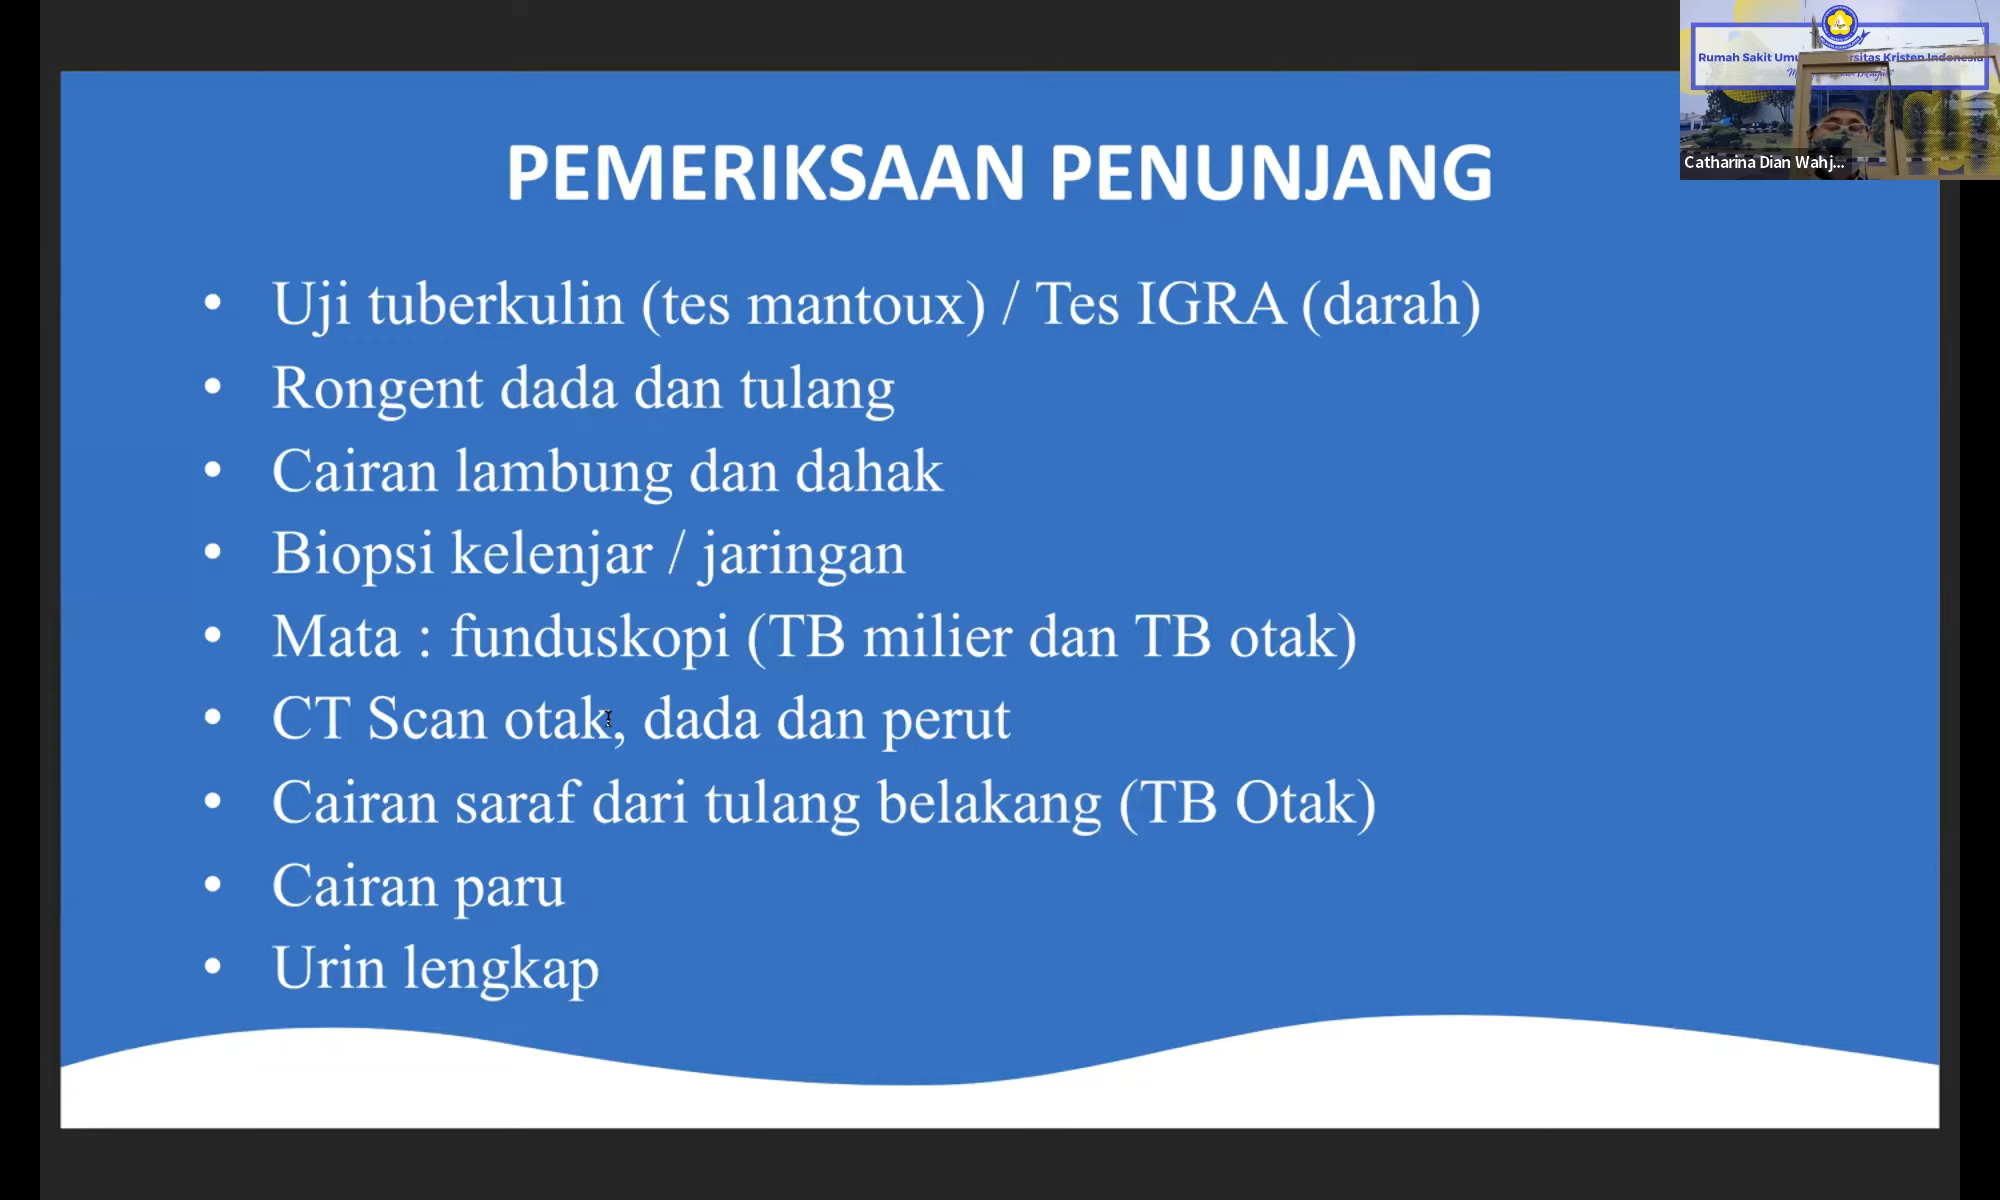 PEMERIKSAAN PENUNJANG
• Uji tuberkulin (tes mantoux) / Tes IGRA (darah)
• Rongent dada dan tulang
• Cairan lambung dan dahak
• Biopsi kelenjar / jaringan
• Mata : funduskopi (TB milier dan TB otak)
• CT Scan otak, dada dan perut
• Cairan saraf dari tulang belakang (TB Otak)
• Cairan paru
• Urin lengkap
Rumah Sakit Kristen Indonesia
Catharina Dian Wahj...